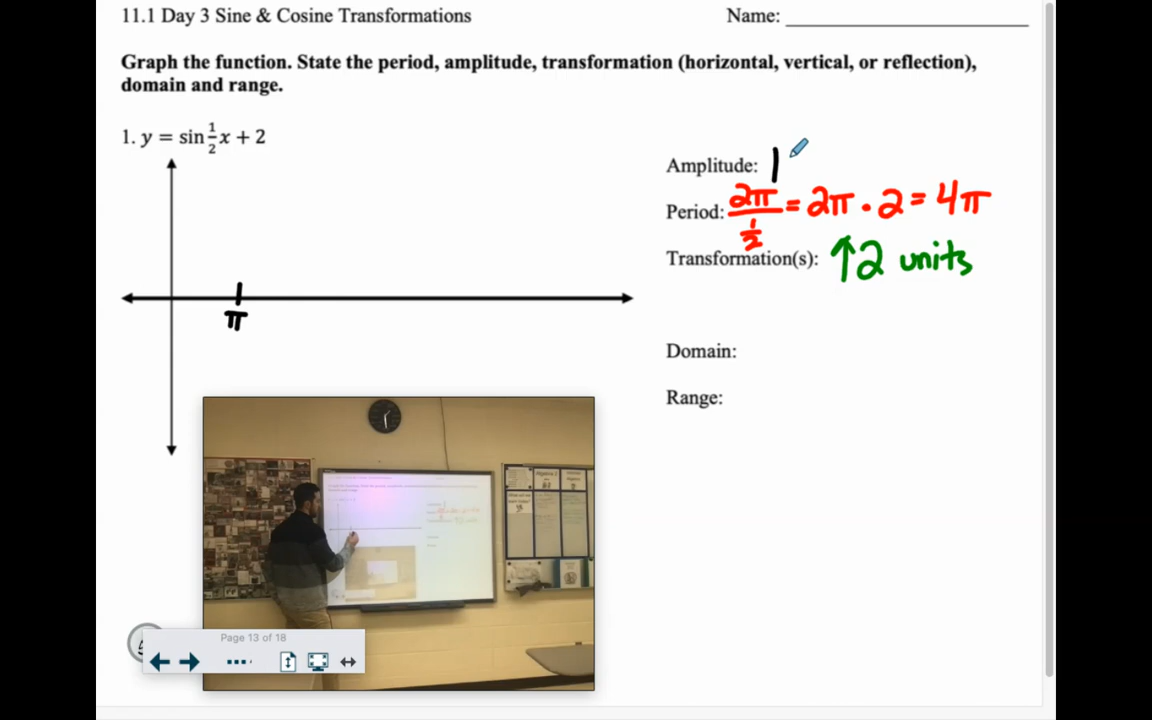 11.1 Day 3 Sine & Cosine Transformations Name: ____________
Graph the function. State the period, amplitude, transformation (horizontal, vertical, or reflection),
domain and range.
1. y = sin 1/2 x + 2
Amplitude: 1
Period: 2π / 1/2 = 2π · 2 = 4π
Transformation(s): ↑2 units
π
Domain:
Range:
Page 13 of 18